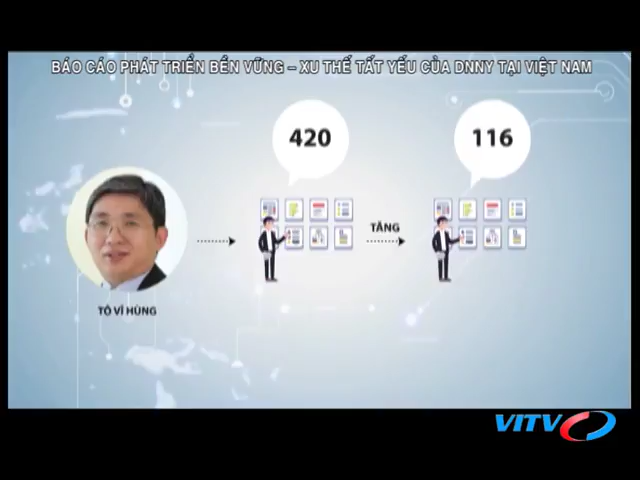 BÁO CÁO PHÁT TRIỂN BỀN VỮNG – XU THẾ TẤT YẾU CỦA DNNY TẠI VIỆT NAM
420
116
TĂNG
TÔ VĨ HÙNG
VITV